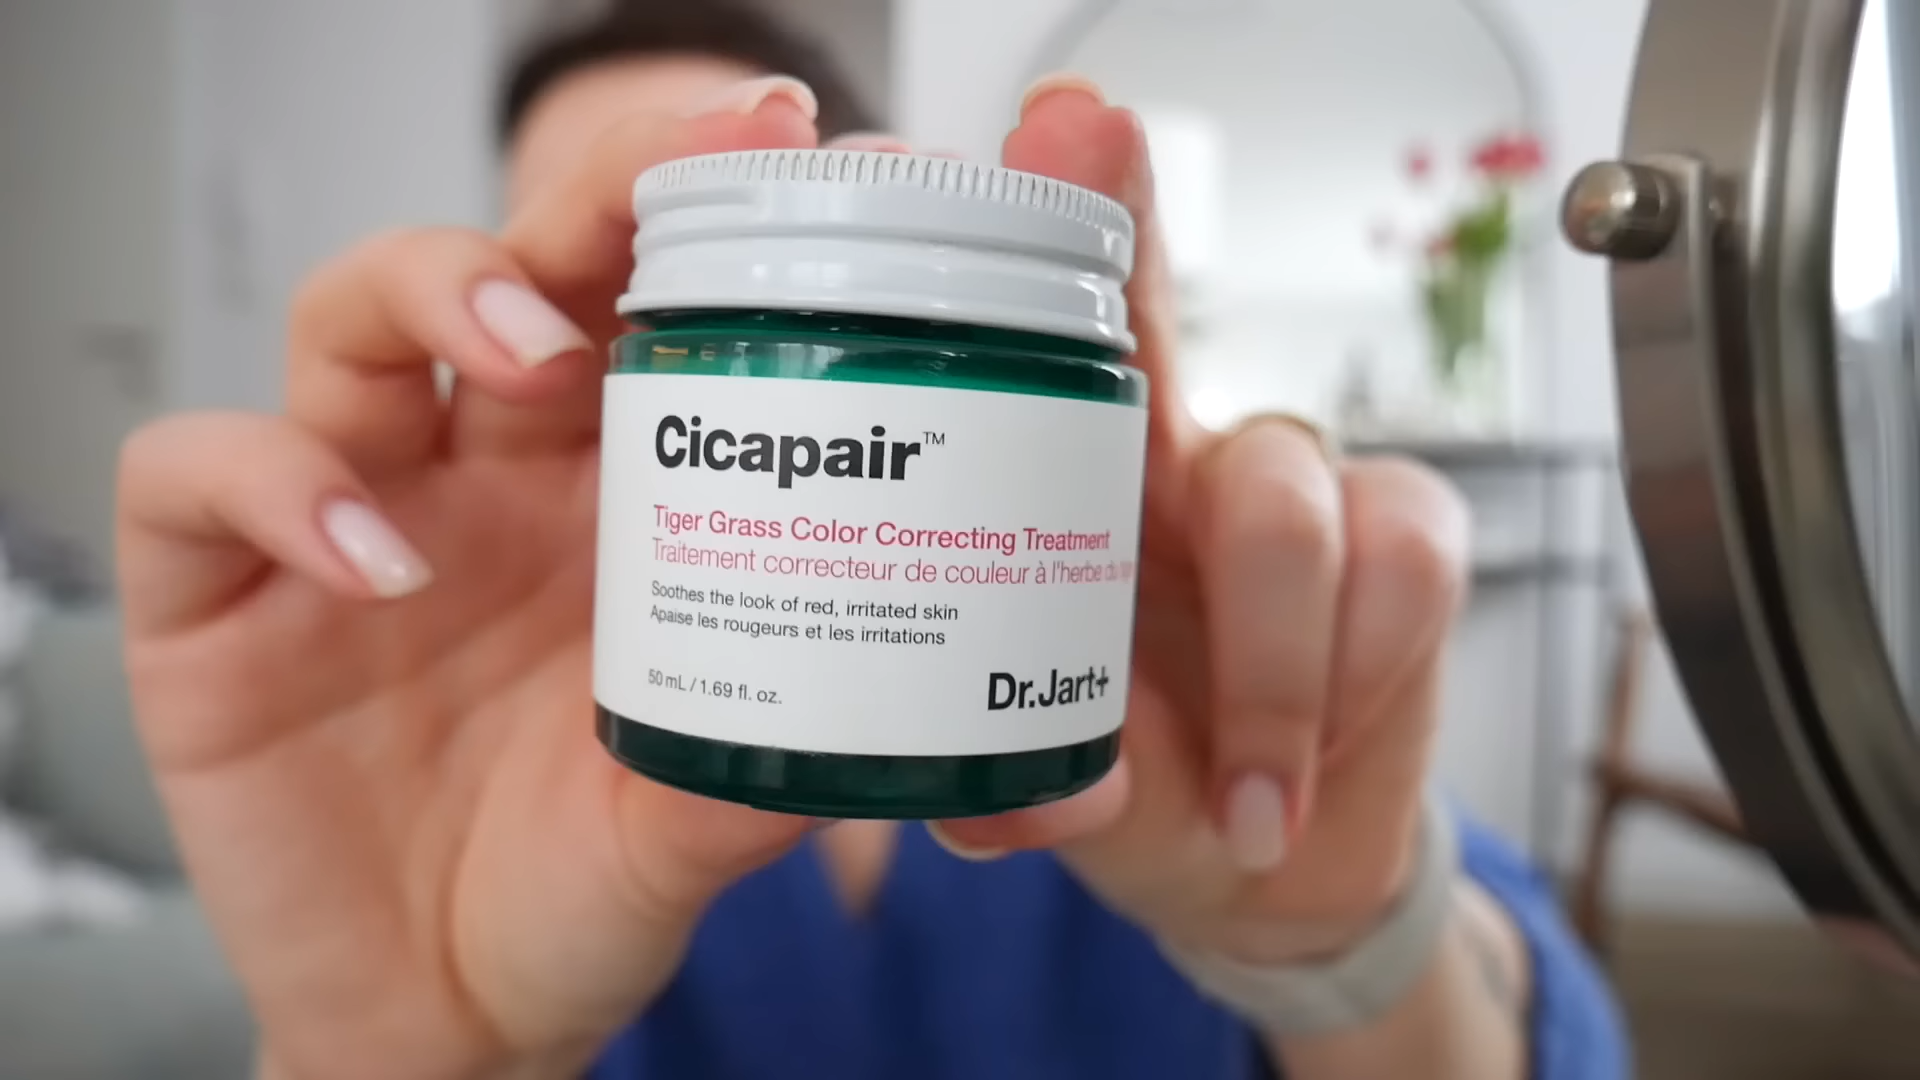 Cicapair™
Tiger Grass Color Correcting Treatment
Traitement correcteur de couleur à l'herbe du
Soothes the look of red, irritated skin
Apaise les rougeurs et les irritations
50 mL / 1.69 fl. oz.
Dr.Jart+